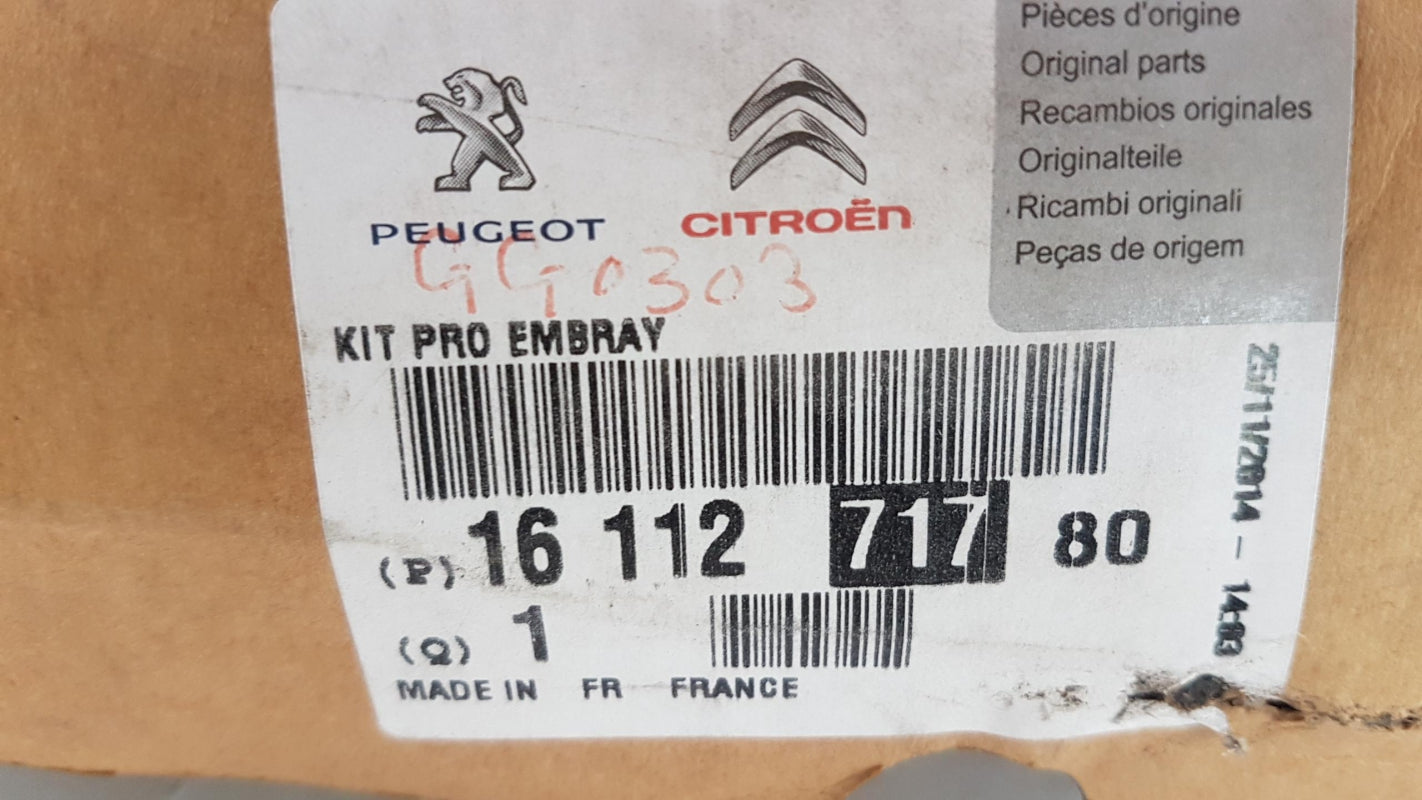 Pièces d'origine
Original parts
Recambios originales
Originalteile
Ricambi originali
Peças de origem
PEUGEOT
CITROËN
GG0303
KIT PRO EMBRAY
(P) 16 112 717 80
(Q) 1
MADE IN FR FRANCE
25/11/2014 - 14:03